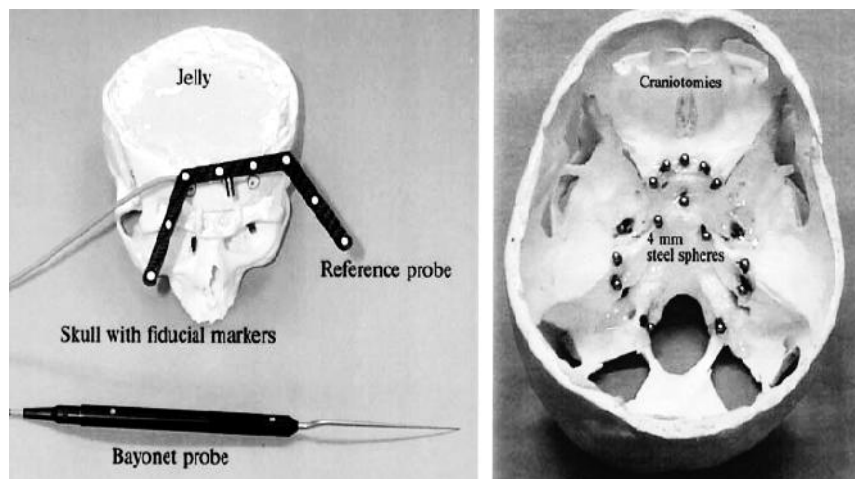 Jelly
Reference probe
Skull with fiducial markers
Bayonet probe
Craniotomies
4 mm
steel spheres